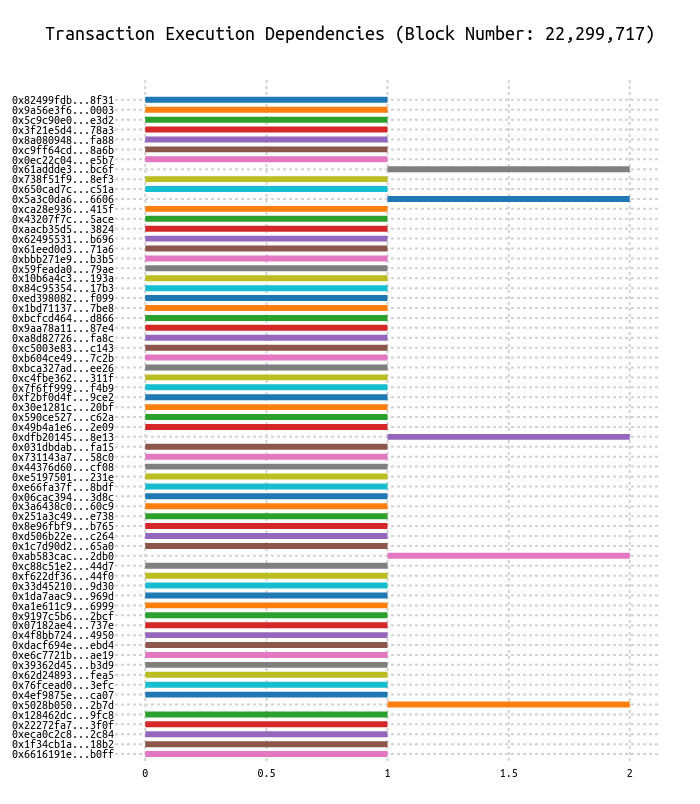 Transaction Execution Dependencies (Block Number: 22,299,717)
0x82499fdb...8f31
0x9a56e3f6...0003
0x5c9c90e0...e3d2
0x3f21e5d4...78a3
0x8a080948...fa88
0xc9ff64cd...8a6b
0x0ec22c04...e5b7
0x61addde3...bc6f
0x738f51f9...8ef3
0x650cad7c...c51a
0x5a3c0da6...6606
0xca28e936...415f
0x43207f7c...5ace
0xaacb35d5...3824
0x62495531...b696
0x61eed0d3...71a6
0xbbb271e9...b3b5
0x59feada0...79ae
0x10b6a4c3...193a
0x84c95354...17b3
0xed398082...f099
0x1bd71137...7be8
0xbcfcd464...d866
0x9aa78a11...87e4
0xa8d82726...fa8c
0xc5003e83...c143
0xb604ce49...7c2b
0xbca327ad...ee26
0xc4fbe362...311f
0x7f6ff999...f4b9
0xf2bf0d4f...9ce2
0x30e1281c...20bf
0x590ce527...c62a
0x49b4a1e6...2e09
0xdfb20145...8e13
0x031dbdab...fa15
0x731143a7...58c0
0x44376d60...cf08
0xe5197501...231e
0xe66fa37f...8bdf
0x06cac394...3d8c
0x3a6438c0...60c9
0x251a3c49...e738
0x8e96fbf9...b765
0xd506b22e...c264
0x1c7d90d2...65a0
0xab583cac...2db0
0xc88c51e2...44d7
0xf622df36...44f0
0x33d45210...9d30
0x1da7aac9...969d
0xa1e611c9...6999
0x9197c5b6...2bcf
0x07182ae4...737e
0x4f8bb724...4950
0xdacf694e...ebd4
0xe6c7721b...ae19
0x39362d45...b3d9
0x62d24893...fea5
0x76fcead0...3efc
0x4ef9875e...ca07
0x5028b050...2b7d
0x128462dc...9fc8
0x22272fa7...3f0f
0xeca0c2c8...2c84
0x1f34cb1a...18b2
0x6616191e...b0ff
0 0.5 1 1.5 2